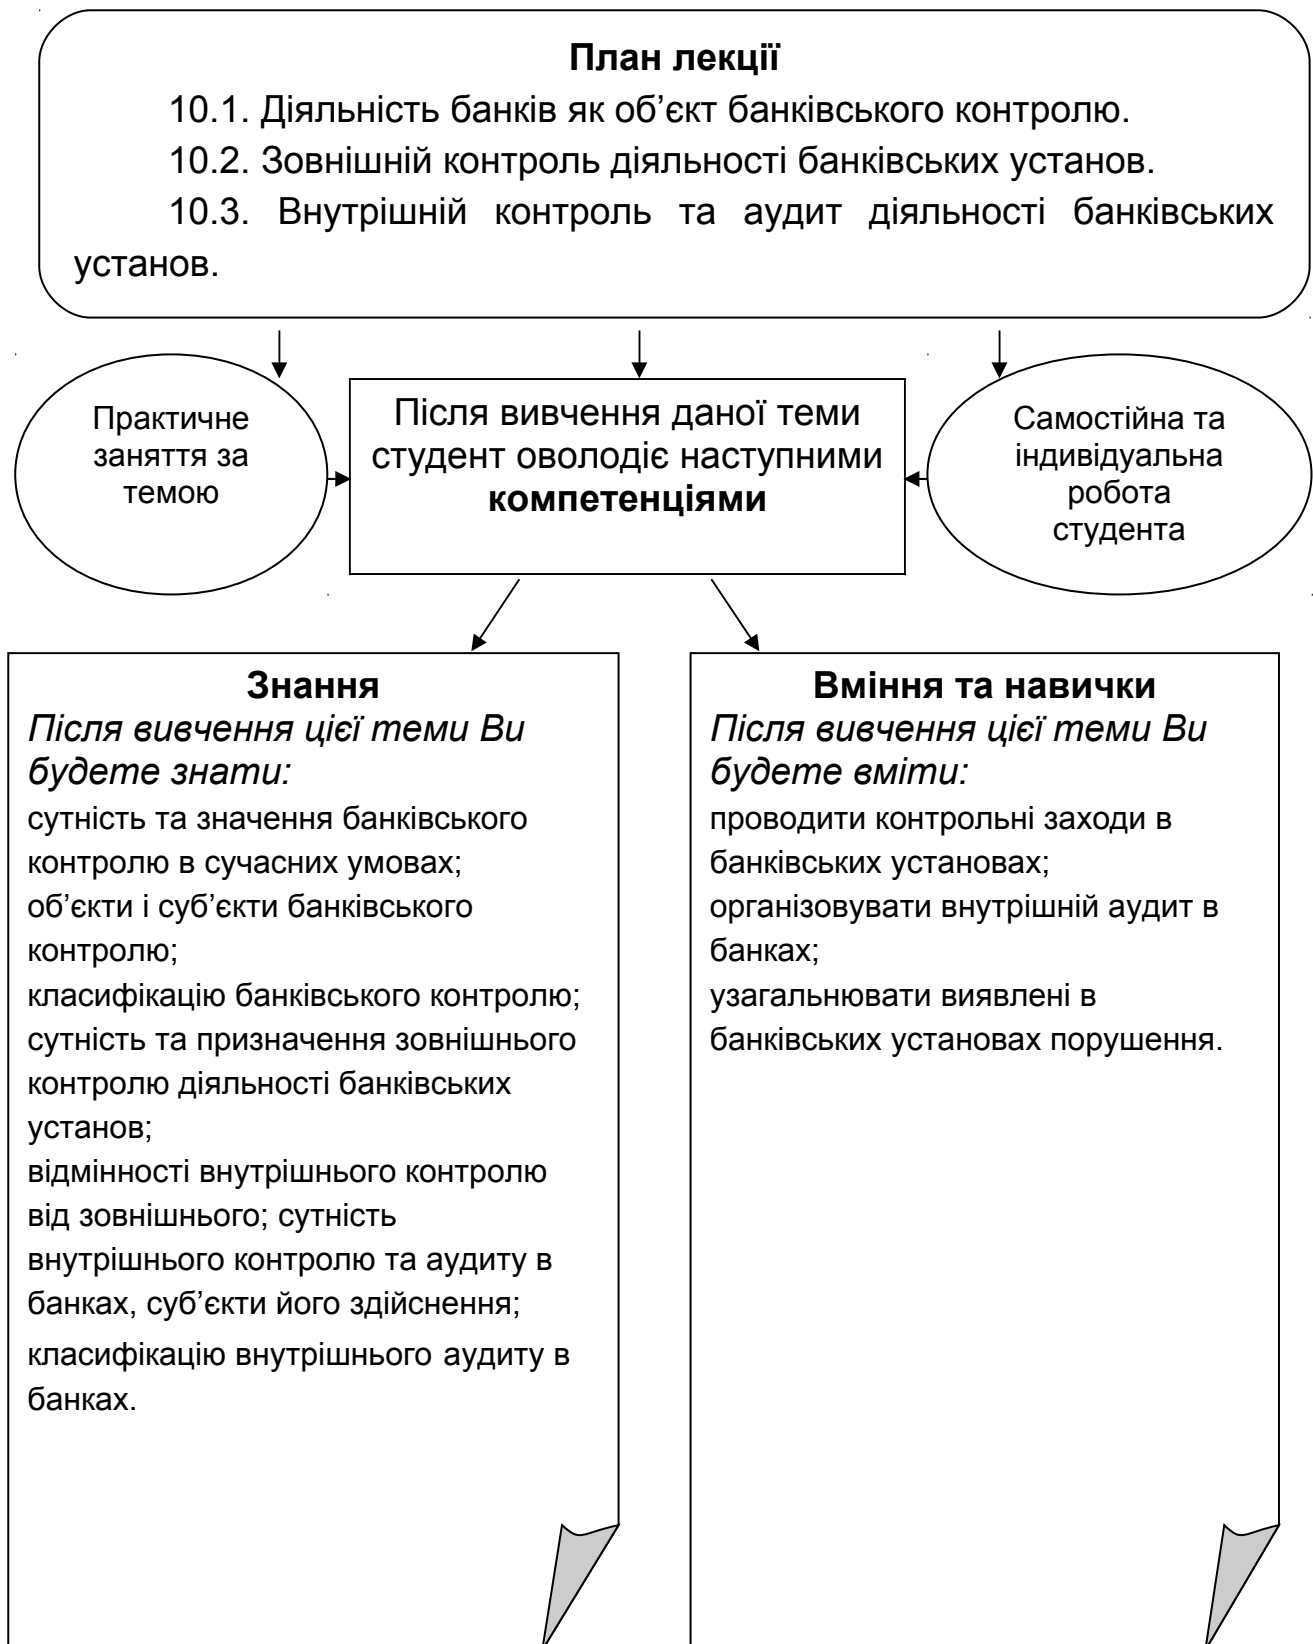 План лекції
10.1. Діяльність банків як об’єкт банківського контролю.
10.2. Зовнішній контроль діяльності банківських установ.
10.3. Внутрішній контроль та аудит діяльності банківських
установ.
Практичне
заняття за
темою
Після вивчення даної теми
студент оволодіє наступними
компетенціями
Самостійна та
індивідуальна
робота
студента
Знання
Після вивчення цієї теми Ви
будете знати:
сутність та значення банківського
контролю в сучасних умовах;
об’єкти і суб’єкти банківського
контролю;
класифікацію банківського контролю;
сутність та призначення зовнішнього
контролю діяльності банківських
установ;
відмінності внутрішнього контролю
від зовнішнього; сутність
внутрішнього контролю та аудиту в
банках, суб’єкти його здійснення;
класифікацію внутрішнього аудиту в
банках.
Вміння та навички
Після вивчення цієї теми Ви
будете вміти:
проводити контрольні заходи в
банківських установах;
організовувати внутрішній аудит в
банках;
узагальнювати виявлені в
банківських установах порушення.